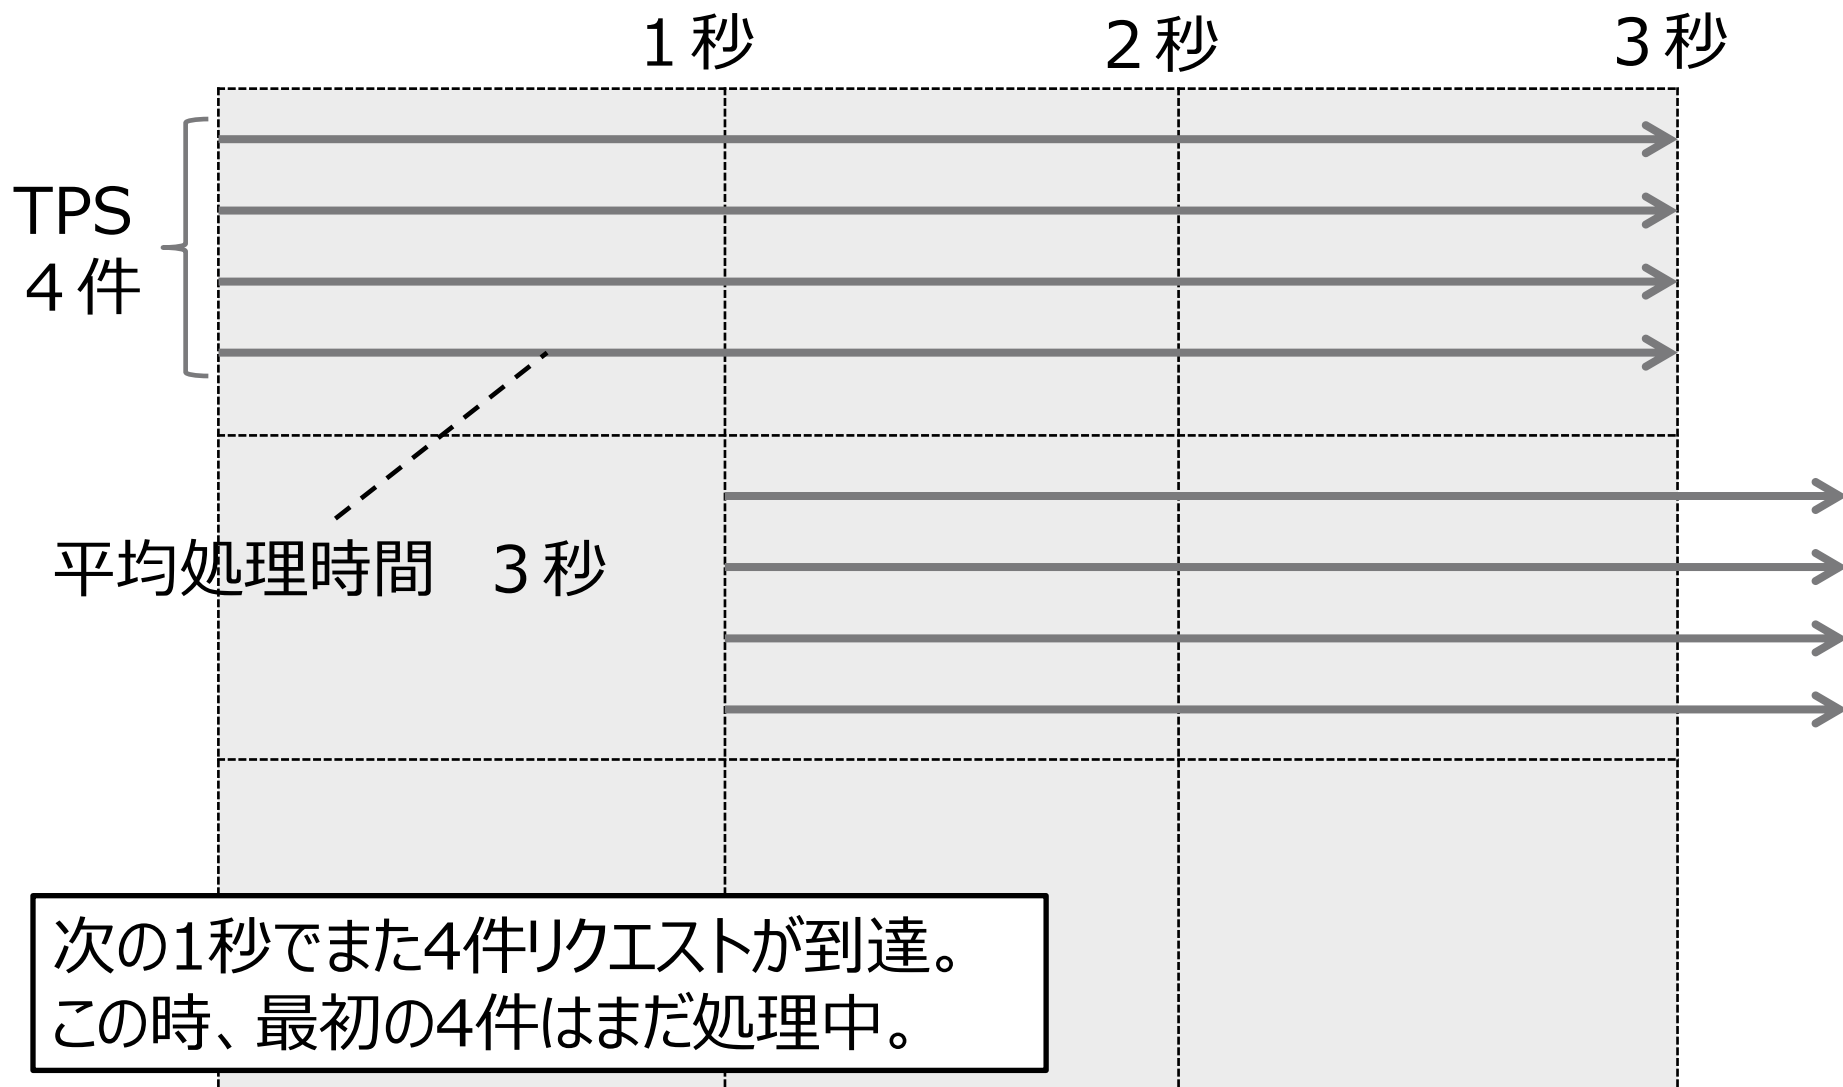 1秒
2秒
3秒
TPS
4件
平均処理時間　3秒
次の1秒でまた4件リクエストが到達。
この時、最初の4件はまだ処理中。